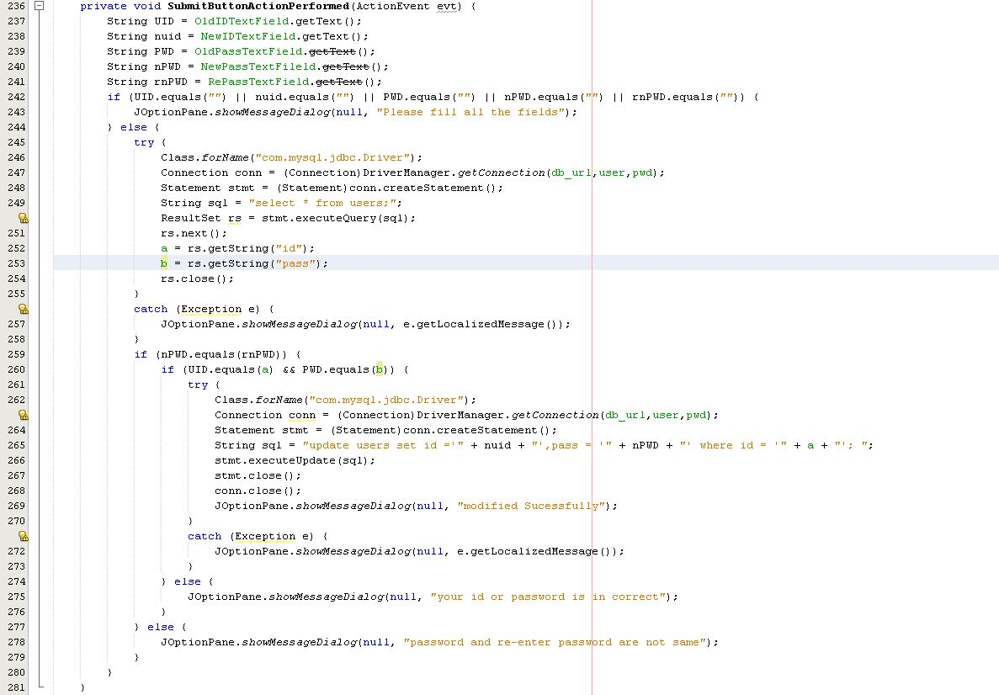 236 private void SubmitButtonActionPerformed(ActionEvent evt) {
237 String UID = OldIDTextField.getText();
238 String nuid = NewIDTextField.getText();
239 String PWD = OldPassTextField.getText();
240 String nPWD = NewPassTextFileld.getText();
241 String rnPWD = RePassTextField.getText();
242 if (UID.equals("") || nuid.equals("") || PWD.equals("") || nPWD.equals("") || rnPWD.equals("")) {
243 JOptionPane.showMessageDialog(null, "Please fill all the fields");
244 } else {
245 try {
246 Class.forName("com.mysql.jdbc.Driver");
247 Connection conn = (Connection)DriverManager.getConnection(db_url,user,pwd);
248 Statement stmt = (Statement)conn.createStatement();
249 String sql = "select * from users;";
ResultSet rs = stmt.executeQuery(sql);
251 rs.next();
252 a = rs.getString("id");
253 b = rs.getString("pass");
254 rs.close();
255 }
catch (Exception e) {
257 JOptionPane.showMessageDialog(null, e.getLocalizedMessage());
258 }
259 if (nPWD.equals(rnPWD)) {
260 if (UID.equals(a) && PWD.equals(b)) {
261 try {
262 Class.forName("com.mysql.jdbc.Driver");
Connection conn = (Connection)DriverManager.getConnection(db_url,user,pwd);
264 Statement stmt = (Statement)conn.createStatement();
265 String sql = "update users set id ='" + nuid + "',pass = '" + nPWD + "' where id = '" + a + "'; ";
266 stmt.executeUpdate(sql);
267 stmt.close();
268 conn.close();
269 JOptionPane.showMessageDialog(null, "modified Sucessfully");
270 }
catch (Exception e) {
272 JOptionPane.showMessageDialog(null, e.getLocalizedMessage());
273 }
274 } else {
275 JOptionPane.showMessageDialog(null, "your id or password is in correct");
276 }
277 } else {
278 JOptionPane.showMessageDialog(null, "password and re-enter password are not same");
279 }
280 }
281 }